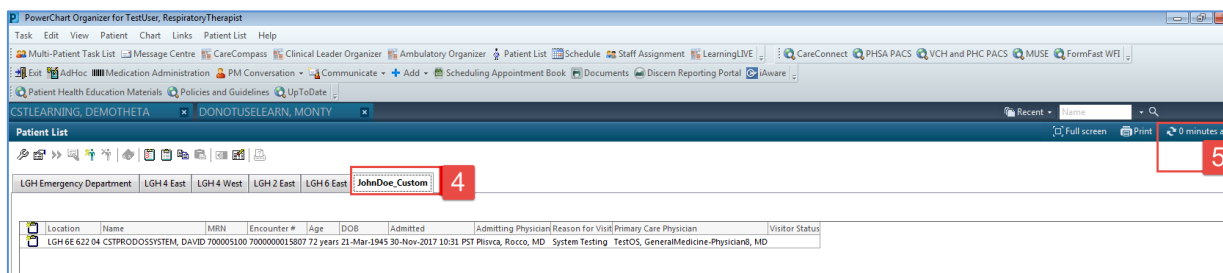 PowerChart Organizer for TestUser, RespiratoryTherapist
Task Edit View Patient Chart Links Patient List Help
Multi-Patient Task List Message Centre CareCompass Clinical Leader Organizer Ambulatory Organizer Patient List Schedule Staff Assignment LearningLIVE CareConnect PHSA PACS VCH and PHC PACS MUSE FormFast WFI
Exit AdHoc Medication Administration PM Conversation Communicate Add Scheduling Appointment Book Documents Discern Reporting Portal iAware
Patient Health Education Materials Policies and Guidelines UpToDate
CSTLEARNING, DEMOTHETA DONOTUSELEARN, MONTY Recent Name
Patient List Full screen Print 0 minutes a
5
LGH Emergency Department LGH 4 East LGH 4 West LGH 2 East LGH 6 East JohnDoe_Custom 4
Location Name MRN Encounter # Age DOB Admitted Admitting Physician Reason for Visit Primary Care Physician Visitor Status
LGH 6E 622 04 CSTPRODOSSYSTEM, DAVID 700005100 7000000015807 72 years 21-Mar-1945 30-Nov-2017 10:31 PST Plisvca, Rocco, MD System Testing TestOS, GeneralMedicine-Physician8, MD